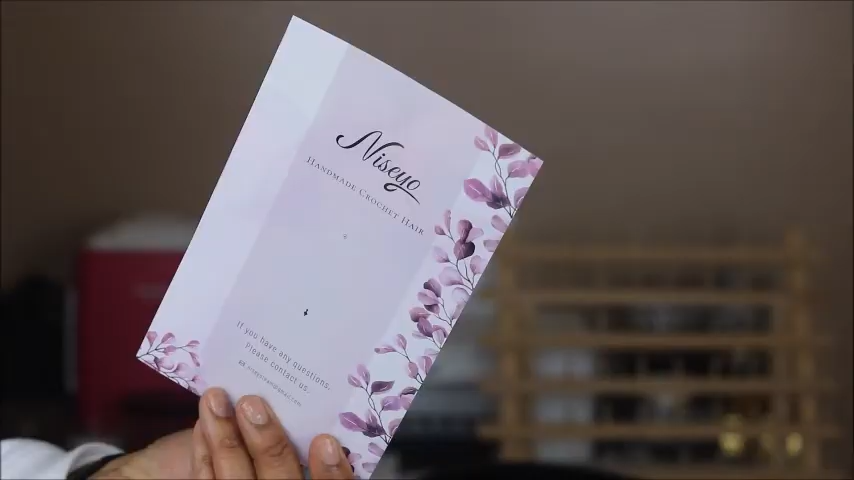 Niseyo
Handmade Crochet Hair
If you have any questions,
Please contact us.